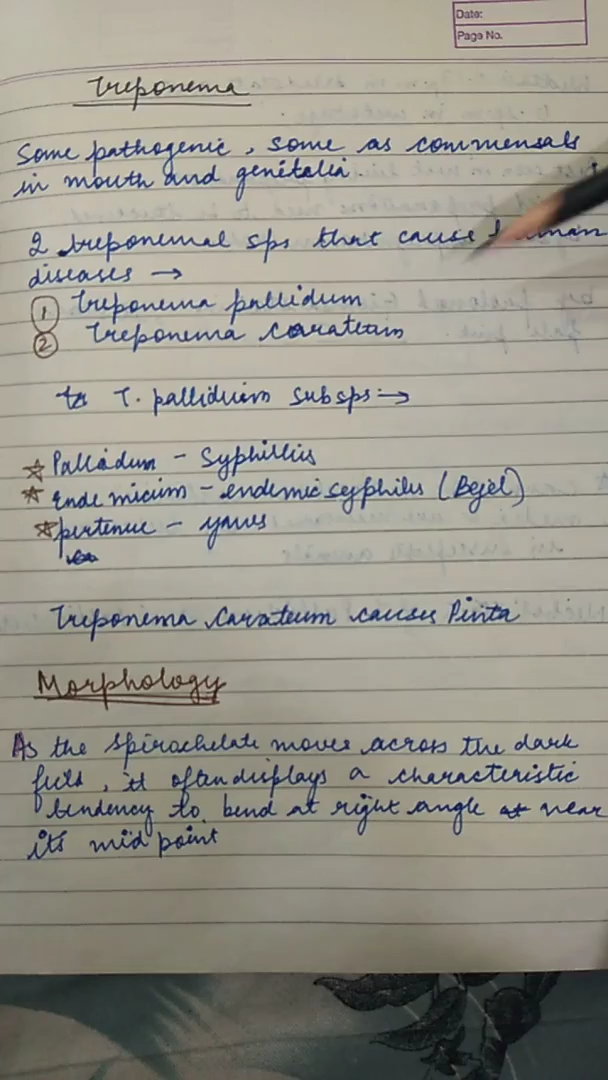 Date:
Page No.
Treponema
Some pathogenic, some as commensals
in mouth and genitalia.
2 treponemal sps that cause human
diseases →
1 Treponema pallidum
2 Treponema carateum
T. pallidum subsps →
☆ Palladum - Syphillis
☆ Endemicum - endemic syphilis (Bejel)
☆ pertenue - yaws
Treponema Carateum causes Pinta
Morphology
As the spirochelate moves across the dark
field, it often displays a characteristic
tendency to bend at right angle at near
its mid point